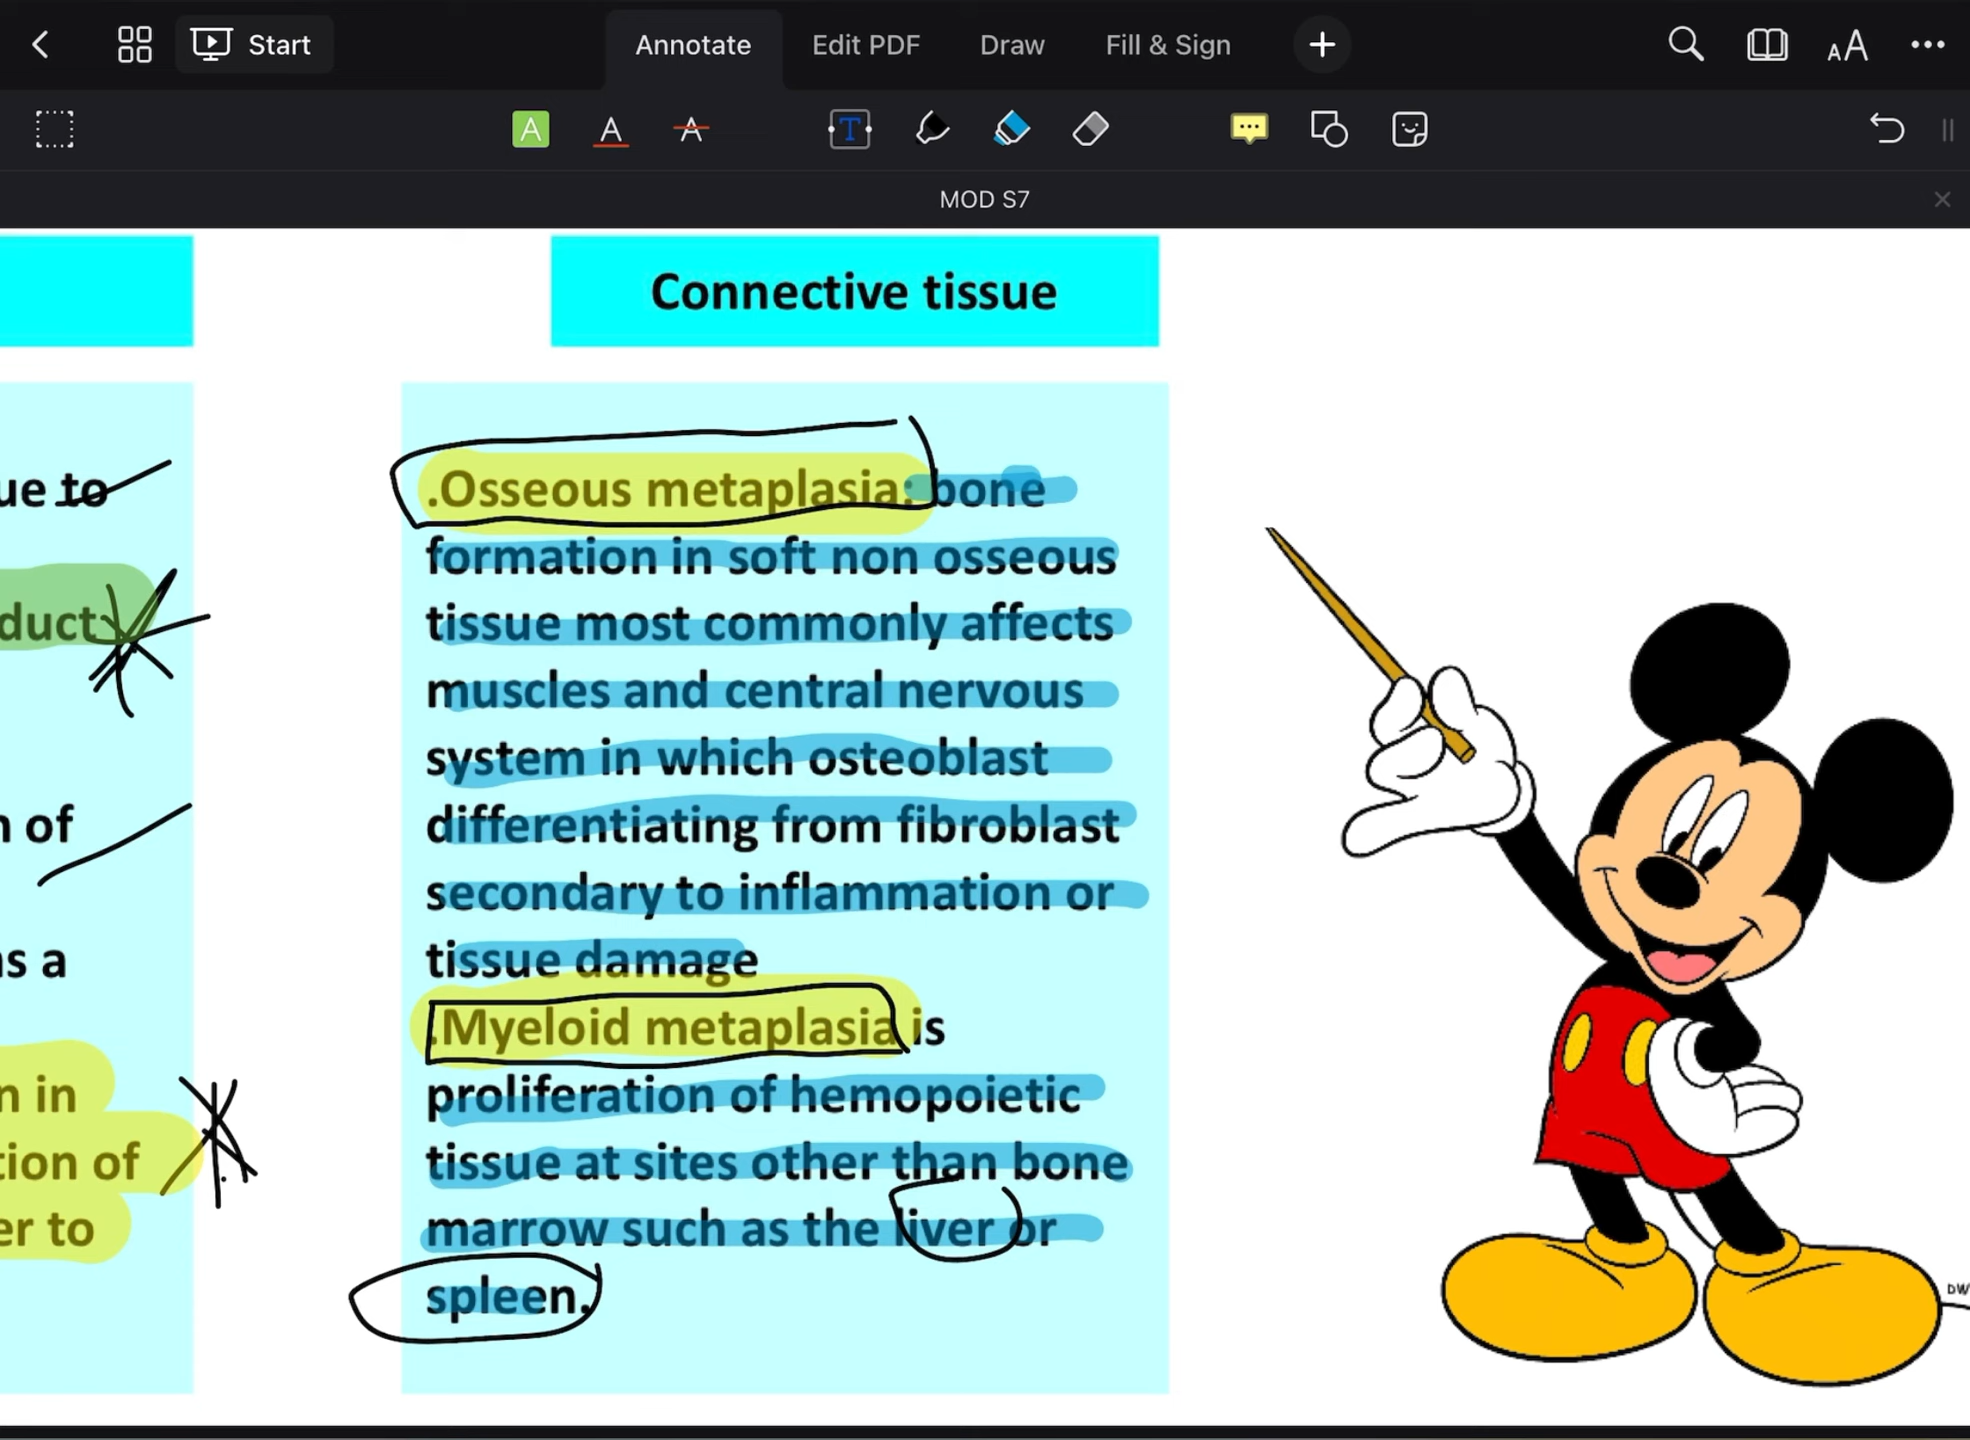 Start
Annotate
Edit PDF
Draw
Fill & Sign
MOD S7
Connective tissue
ue to
duct
n of
as a
n in
tion of
er to
.Osseous metaplasia: bone
formation in soft non osseous
tissue most commonly affects
muscles and central nervous
system in which osteoblast
differentiating from fibroblast
secondary to inflammation or
tissue damage
.Myeloid metaplasia is
proliferation of hemopoietic
tissue at sites other than bone
marrow such as the liver or
spleen.
DW